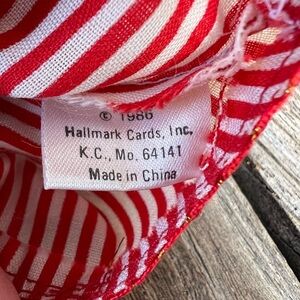 © 1986
Hallmark Cards, Inc.
K.C., Mo. 64141
Made in China